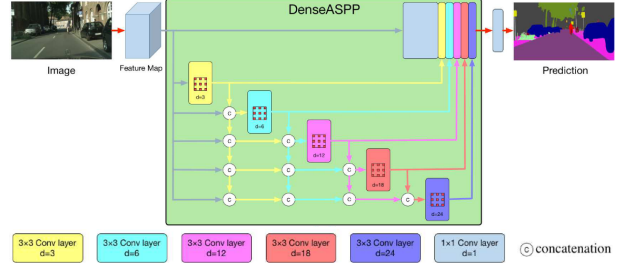 DenseASPP
Image
Feature Map
Prediction
d=3
c
d=6
c
c
d=12
c
c
c
d=18
c
c
c
c
d=24
3×3 Conv layer
d=3
3×3 Conv layer
d=6
3×3 Conv layer
d=12
3×3 Conv layer
d=18
3×3 Conv layer
d=24
1×1 Conv layer
d=1
c concatenation